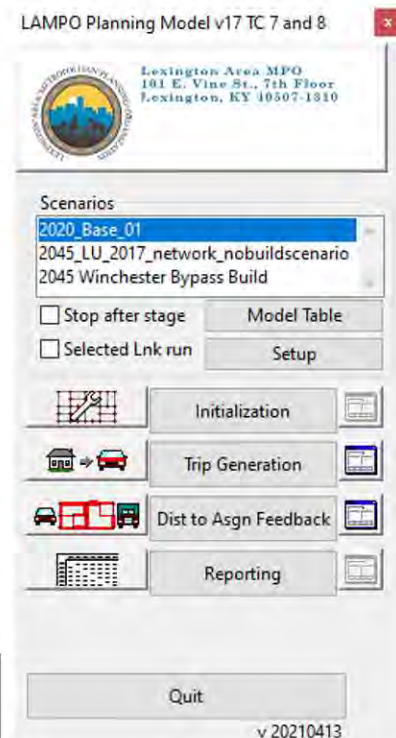 LAMPO Planning Model v17 TC 7 and 8
x
Lexington Area MPO
101 E. Vine St., 7th Floor
Lexington, KY 40507-1310
Scenarios
2020_Base_01
2045_LU_2017_network_nobuildscenario
2045 Winchester Bypass Build
Stop after stage
Model Table
Selected Lnk run
Setup
Initialization
Trip Generation
Dist to Asgn Feedback
Reporting
Quit
v 20210413